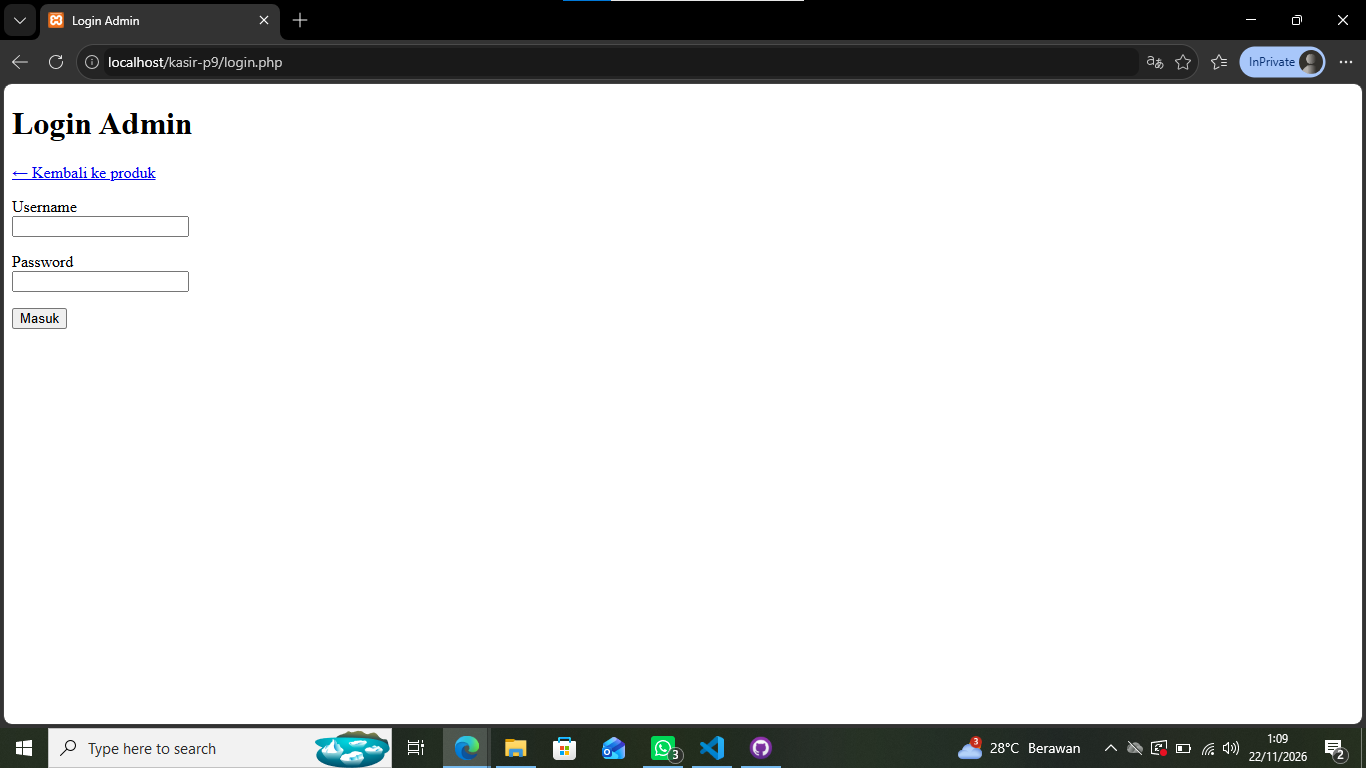 Login Admin
localhost/kasir-p9/login.php
InPrivate
Login Admin
← Kembali ke produk
Username
Password
Masuk
Type here to search
3
3
28°C Berawan
1:09
22/11/2026
2